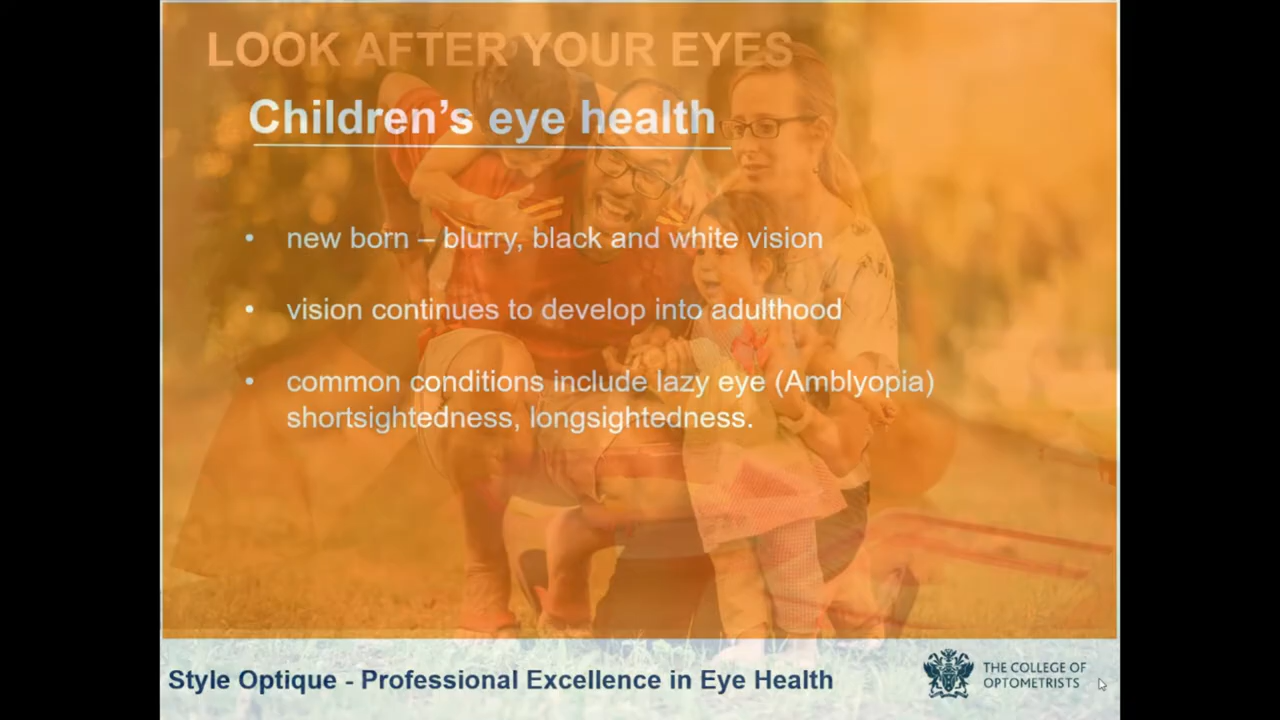 LOOK AFTER YOUR EYES
Children's eye health
• new born – blurry, black and white vision
• vision continues to develop into adulthood
• common conditions include lazy eye (Amblyopia)
shortsightedness, longsightedness.
Style Optique - Professional Excellence in Eye Health
THE COLLEGE OF
OPTOMETRISTS